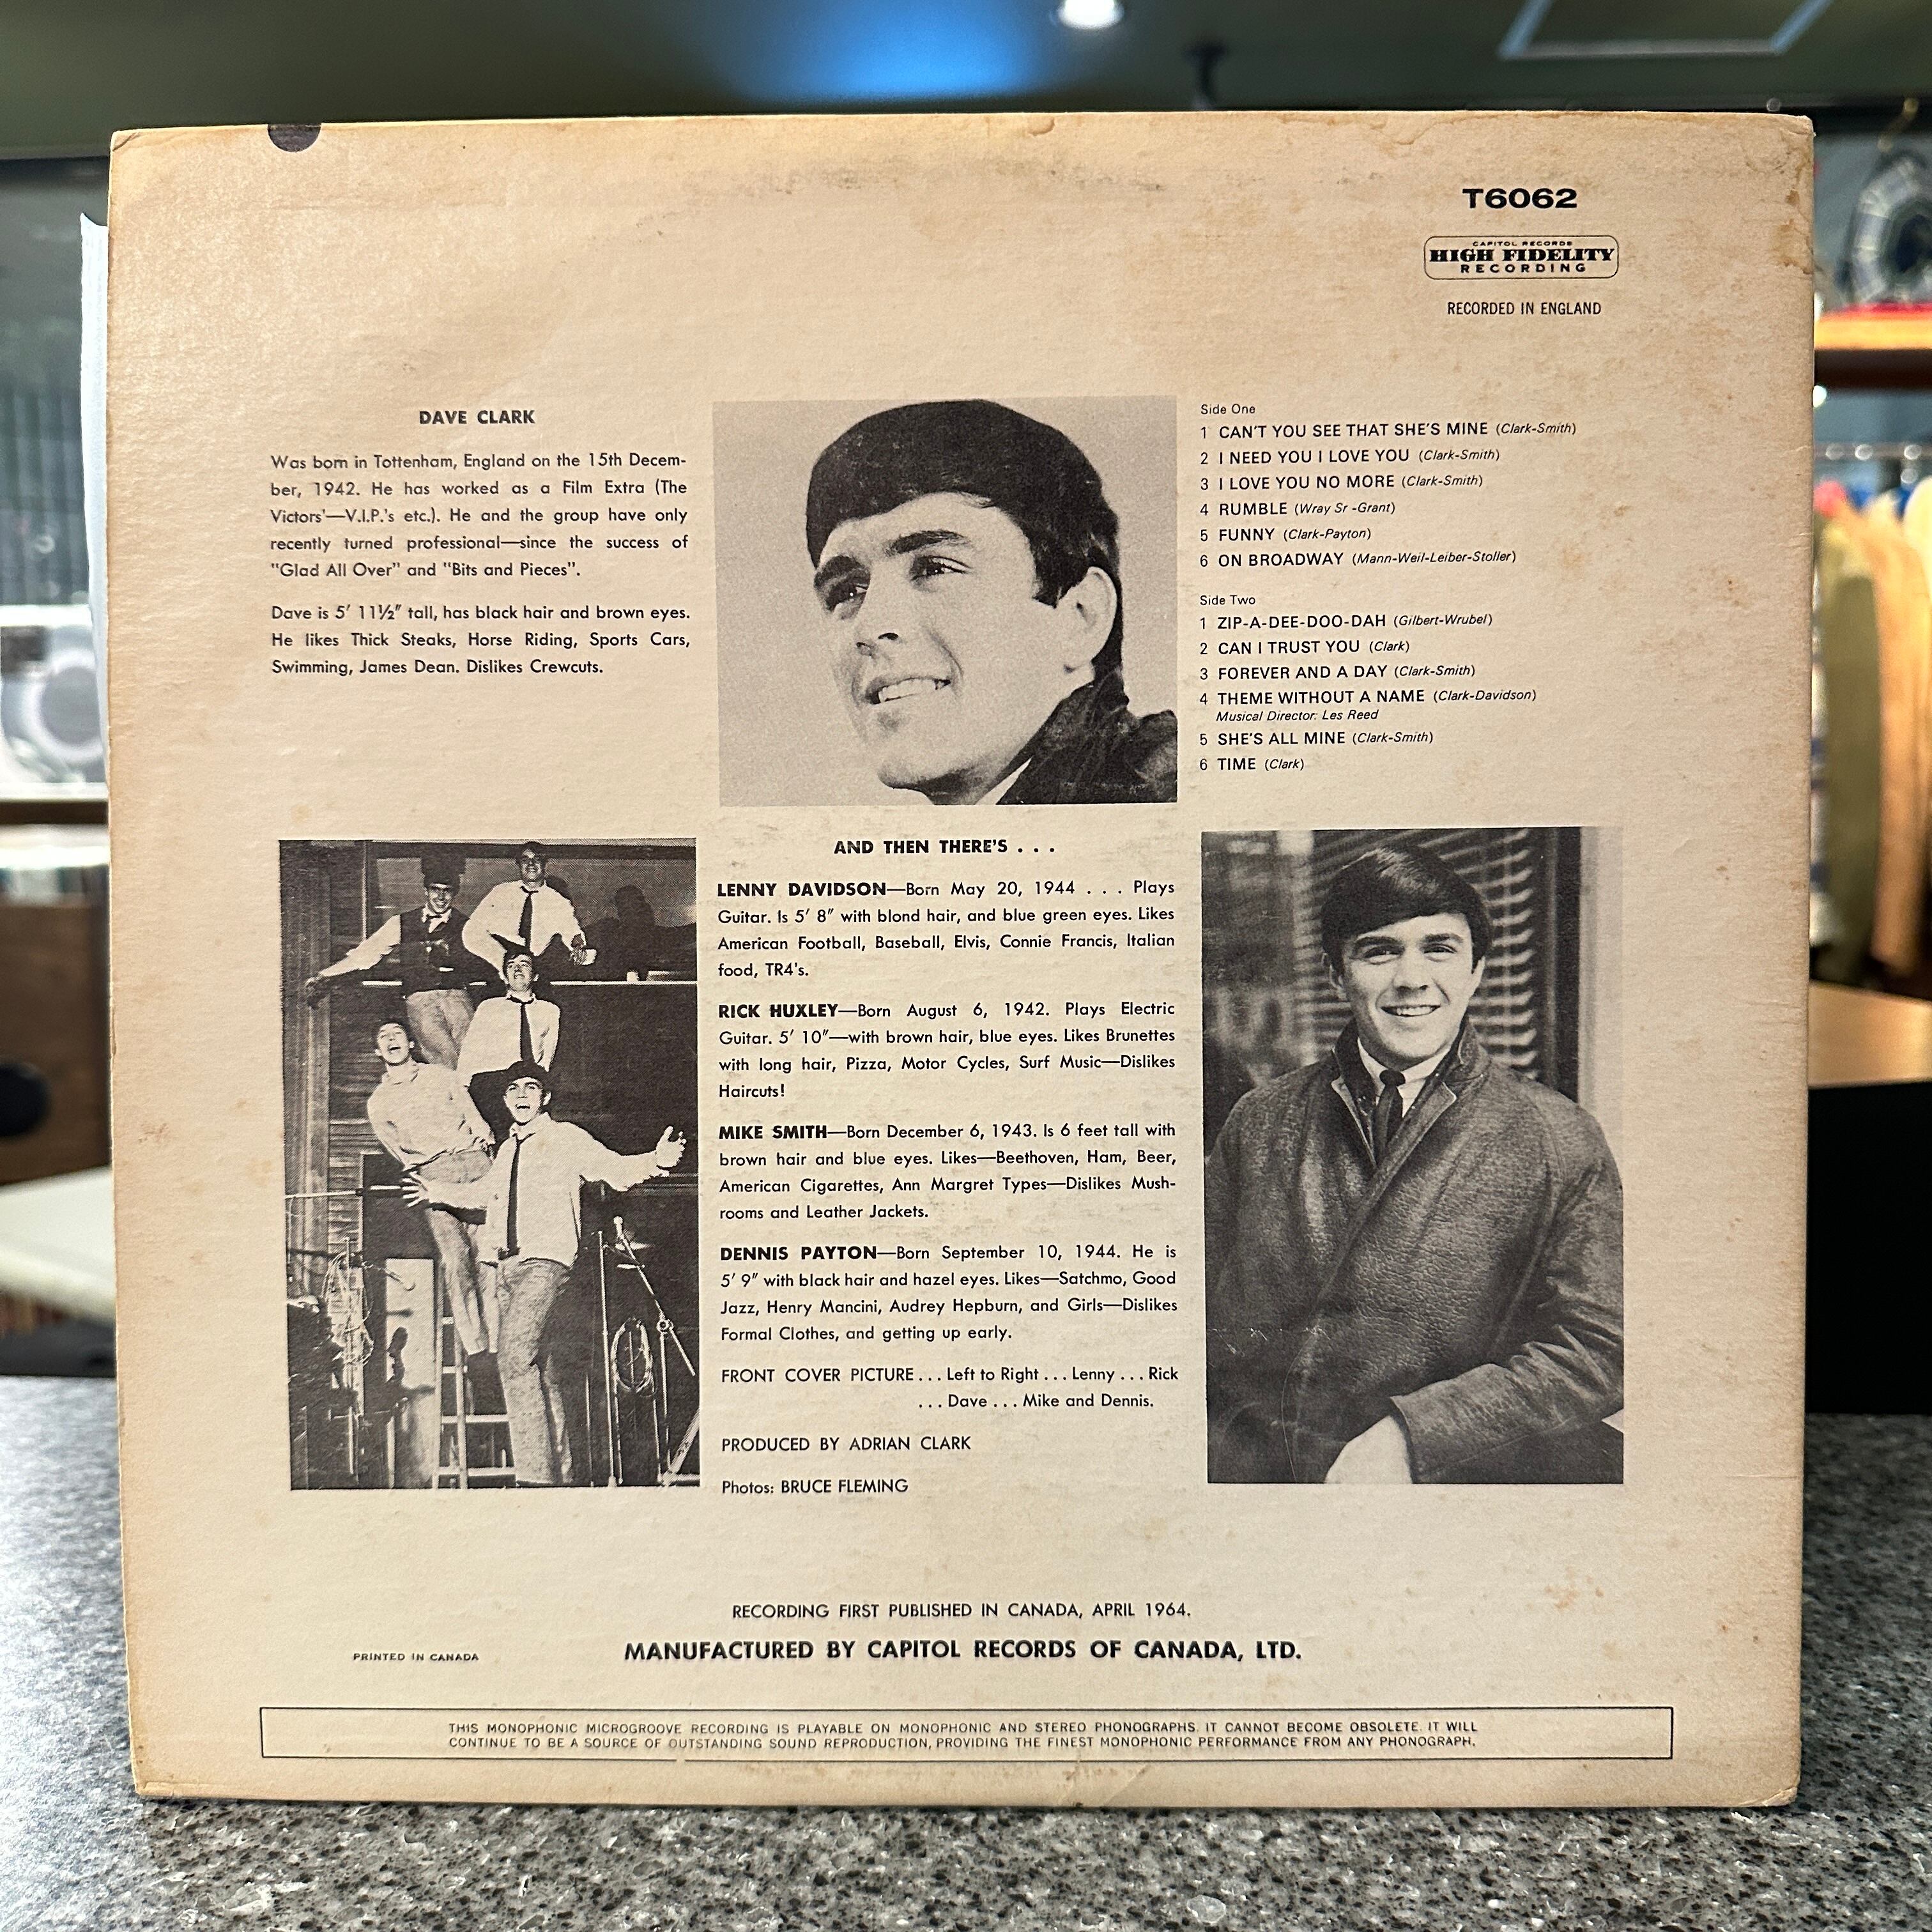 T6062
CAPITOL RECORDS
HIGH FIDELITY
RECORDING
RECORDED IN ENGLAND
DAVE CLARK
Was born in Tottenham, England on the 15th Decem-
ber, 1942. He has worked as a Film Extra (The
Victors'—V.I.P.'s etc.). He and the group have only
recently turned professional—since the success of
"Glad All Over" and "Bits and Pieces".
Dave is 5' 11½" tall, has black hair and brown eyes.
He likes Thick Steaks, Horse Riding, Sports Cars,
Swimming, James Dean. Dislikes Crewcuts.
Side One
1 CAN'T YOU SEE THAT SHE'S MINE (Clark-Smith)
2 I NEED YOU I LOVE YOU (Clark-Smith)
3 I LOVE YOU NO MORE (Clark-Smith)
4 RUMBLE (Wray Sr -Grant)
5 FUNNY (Clark-Payton)
6 ON BROADWAY (Mann-Weil-Leiber-Stoller)
Side Two
1 ZIP-A-DEE-DOO-DAH (Gilbert-Wrubel)
2 CAN I TRUST YOU (Clark)
3 FOREVER AND A DAY (Clark-Smith)
4 THEME WITHOUT A NAME (Clark-Davidson)
Musical Director: Les Reed
5 SHE'S ALL MINE (Clark-Smith)
6 TIME (Clark)
AND THEN THERE'S . . .
LENNY DAVIDSON—Born May 20, 1944 . . . Plays
Guitar. Is 5' 8" with blond hair, and blue green eyes. Likes
American Football, Baseball, Elvis, Connie Francis, Italian
food, TR4's.
RICK HUXLEY—Born August 6, 1942. Plays Electric
Guitar. 5' 10"—with brown hair, blue eyes. Likes Brunettes
with long hair, Pizza, Motor Cycles, Surf Music—Dislikes
Haircuts!
MIKE SMITH—Born December 6, 1943. Is 6 feet tall with
brown hair and blue eyes. Likes—Beethoven, Ham, Beer,
American Cigarettes, Ann Margret Types—Dislikes Mush-
rooms and Leather Jackets.
DENNIS PAYTON—Born September 10, 1944. He is
5' 9" with black hair and hazel eyes. Likes—Satchmo, Good
Jazz, Henry Mancini, Audrey Hepburn, and Girls—Dislikes
Formal Clothes, and getting up early.
FRONT COVER PICTURE . . . Left to Right . . . Lenny . . . Rick
. . . Dave . . . Mike and Dennis.
PRODUCED BY ADRIAN CLARK
Photos: BRUCE FLEMING
RECORDING FIRST PUBLISHED IN CANADA, APRIL 1964.
PRINTED IN CANADA
MANUFACTURED BY CAPITOL RECORDS OF CANADA, LTD.
THIS MONOPHONIC MICROGROOVE RECORDING IS PLAYABLE ON MONOPHONIC AND STEREO PHONOGRAPHS. IT CANNOT BECOME OBSOLETE. IT WILL
CONTINUE TO BE A SOURCE OF OUTSTANDING SOUND REPRODUCTION, PROVIDING THE FINEST MONOPHONIC PERFORMANCE FROM ANY PHONOGRAPH.